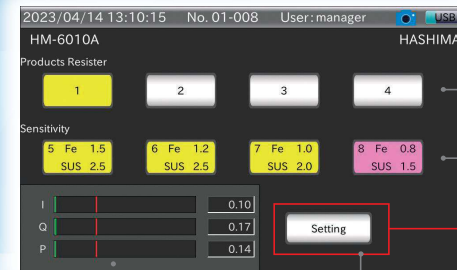 2023/04/14 13:10:15 No. 01-008 User: manager USB
HM-6010A HASHIMA
Products Resister
1 2 3 4
Sensitivity
5 Fe 1.5 6 Fe 1.2 7 Fe 1.0 8 Fe 0.8
SUS 2.5 SUS 2.5 SUS 2.0 SUS 1.5
I 0.10
Q 0.17
Setting
P 0.14